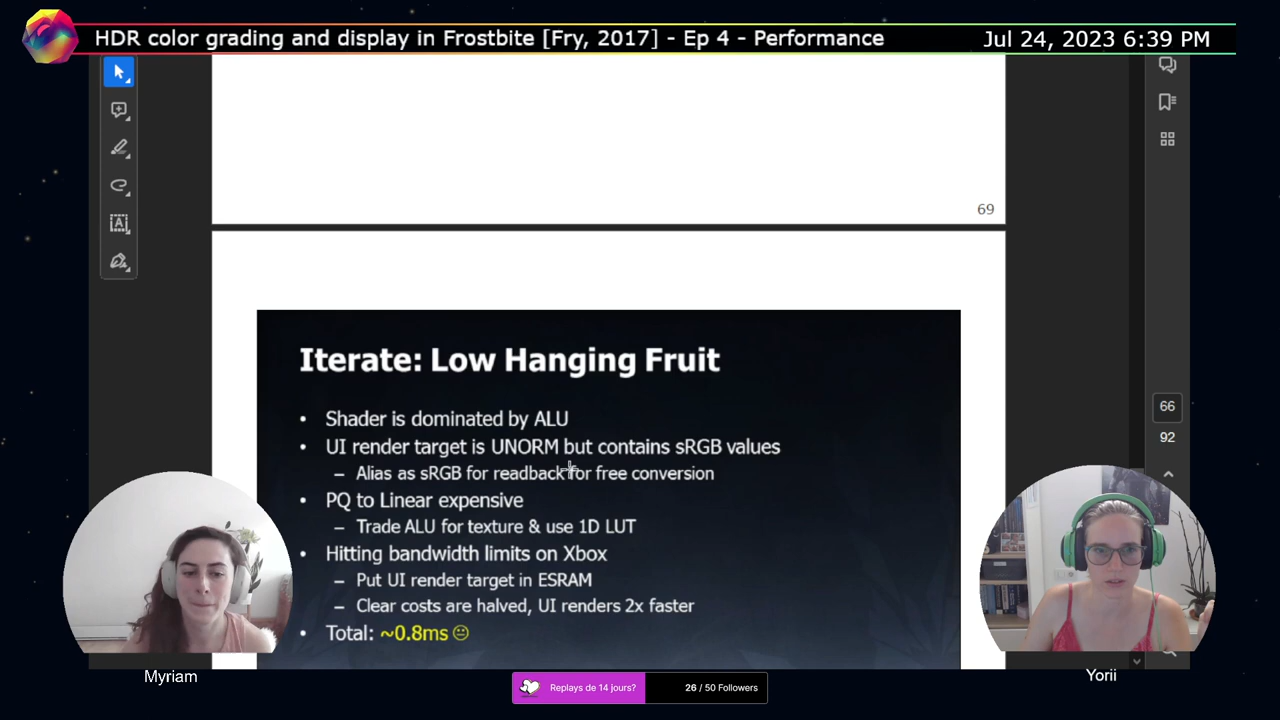 HDR color grading and display in Frostbite [Fry, 2017] - Ep 4 - Performance
Jul 24, 2023 6:39 PM
69
Iterate: Low Hanging Fruit
• Shader is dominated by ALU
• UI render target is UNORM but contains sRGB values
– Alias as sRGB for readback for free conversion
• PQ to Linear expensive
– Trade ALU for texture & use 1D LUT
• Hitting bandwidth limits on Xbox
– Put UI render target in ESRAM
– Clear costs are halved, UI renders 2x faster
• Total: ~0.8ms 😐
66
92
Myriam
Yorii
Replays de 14 jours?
26 / 50 Followers